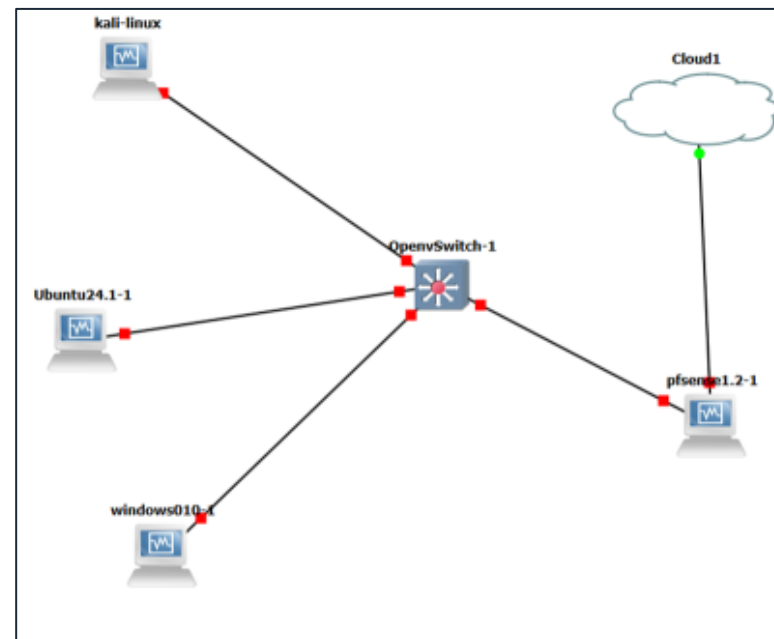 kali-linux
Cloud1
OpenvSwitch-1
Ubuntu24.1-1
pfsense1.2-1
windows010-1